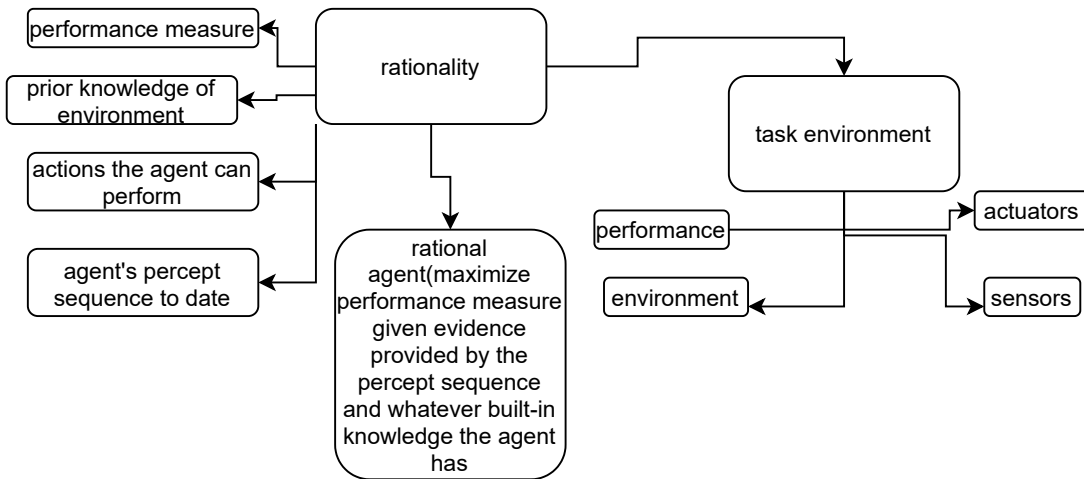 performance measure
rationality
prior knowledge of
environment
task environment
actions the agent can
perform
agent's percept
sequence to date
rational
agent(maximize
performance measure
given evidence
provided by the
percept sequence
and whatever built-in
knowledge the agent
has
performance
actuators
environment
sensors